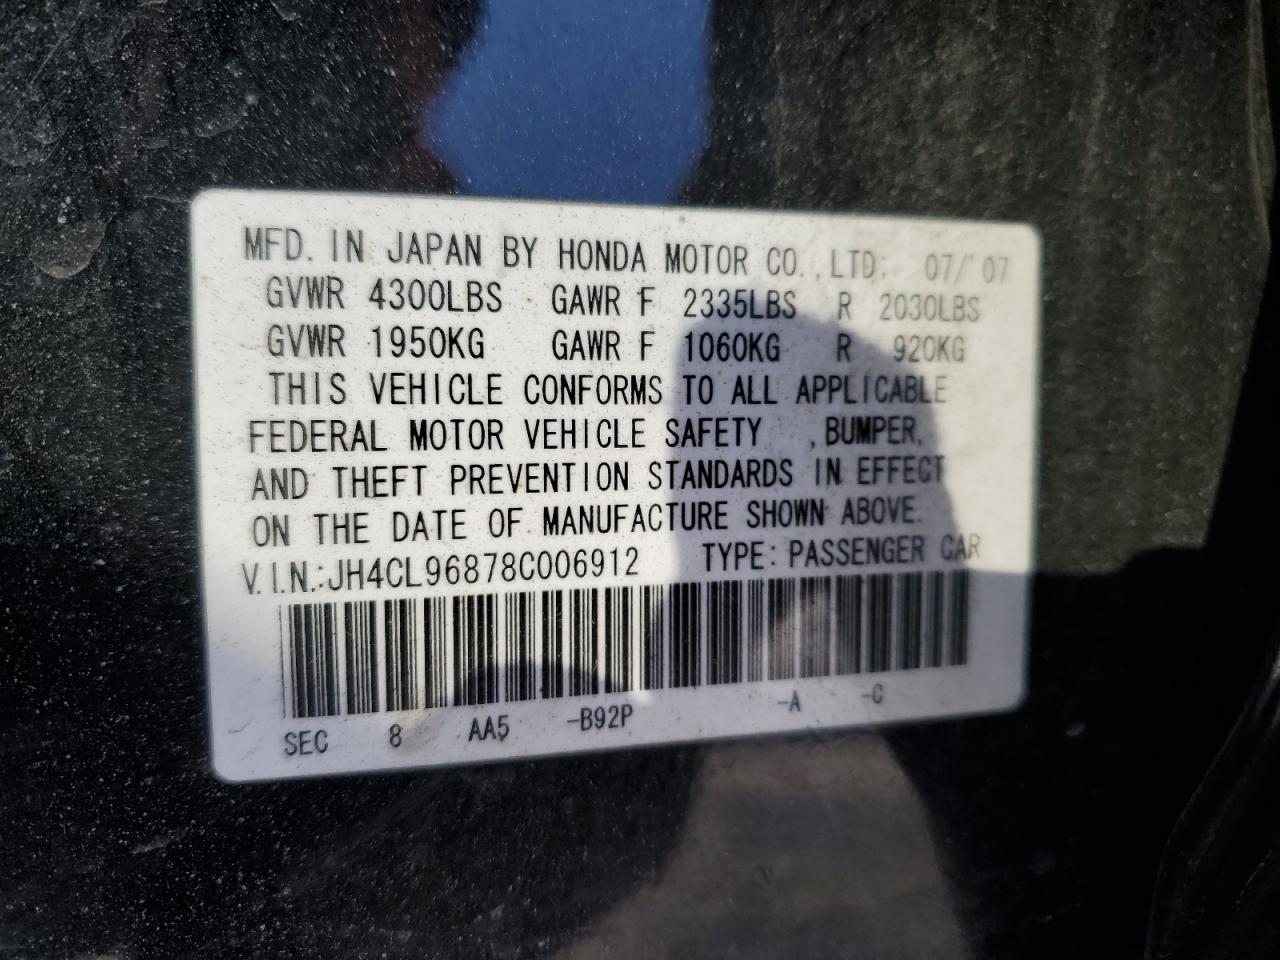 MFD. IN JAPAN BY HONDA MOTOR CO.,LTD. 07/'07
GVWR 4300LBS GAWR F 2335LBS R 2030LBS
GVWR 1950KG GAWR F 1060KG R 920KG
THIS VEHICLE CONFORMS TO ALL APPLICABLE
FEDERAL MOTOR VEHICLE SAFETY ,BUMPER,
AND THEFT PREVENTION STANDARDS IN EFFECT
ON THE DATE OF MANUFACTURE SHOWN ABOVE.
V.I.N.:JH4CL96878C006912 TYPE:PASSENGER CAR
SEC 8 AA5 -B92P -A -C